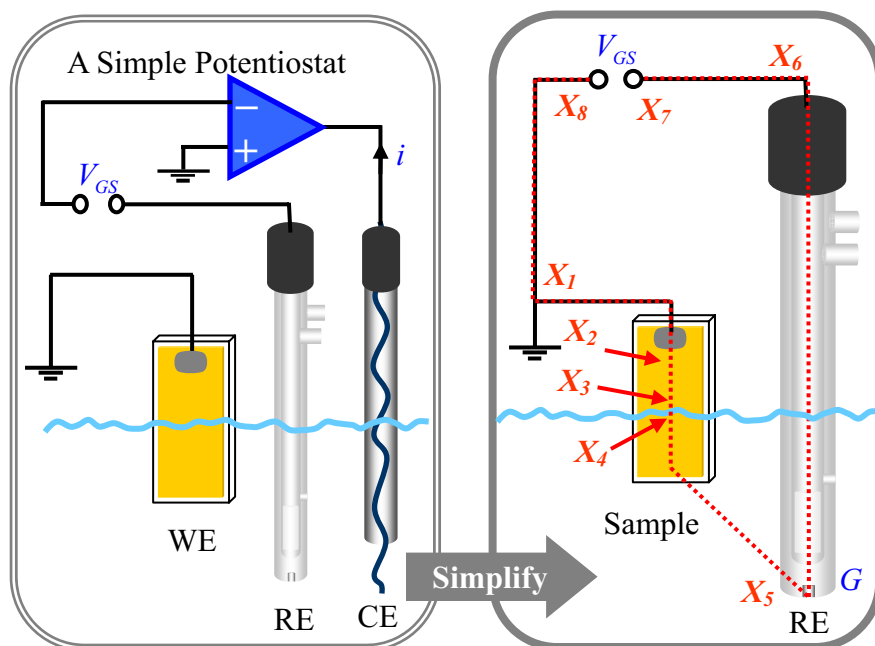 A Simple Potentiostat
−
+
i
V_GS
WE
RE
CE
Simplify
V_GS
X_6
X_8
X_7
X_1
X_2
X_3
X_4
Sample
X_5
G
RE